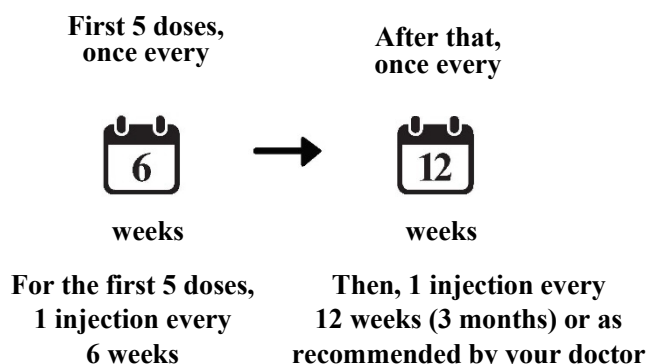 First 5 doses,
once every
6
weeks
For the first 5 doses,
1 injection every
6 weeks
After that,
once every
12
weeks
Then, 1 injection every
12 weeks (3 months) or as
recommended by your doctor